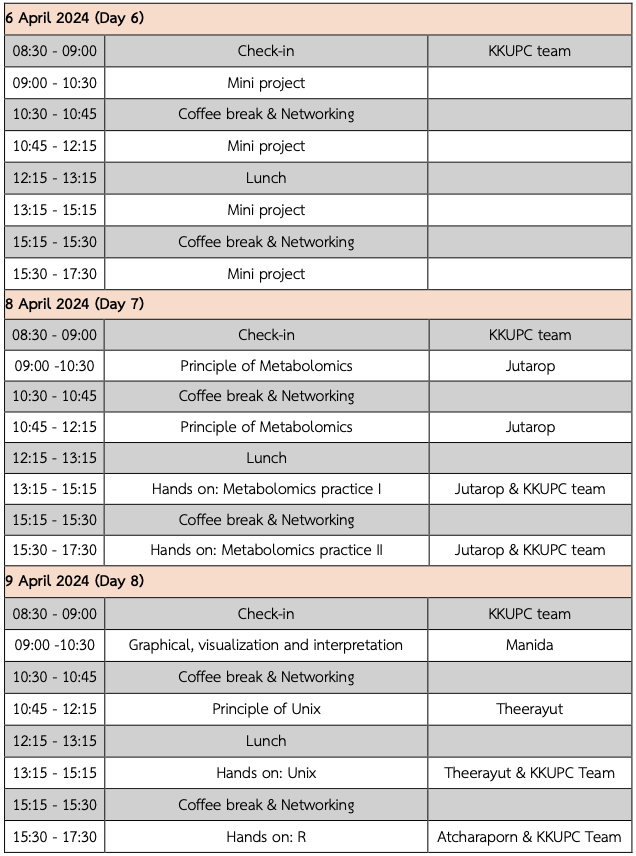 6 April 2024 (Day 6)
08:30 - 09:00 Check-in KKUPC team
09:00 - 10:30 Mini project
10:30 - 10:45 Coffee break & Networking
10:45 - 12:15 Mini project
12:15 - 13:15 Lunch
13:15 - 15:15 Mini project
15:15 - 15:30 Coffee break & Networking
15:30 - 17:30 Mini project
8 April 2024 (Day 7)
08:30 - 09:00 Check-in KKUPC team
09:00 -10:30 Principle of Metabolomics Jutarop
10:30 - 10:45 Coffee break & Networking
10:45 - 12:15 Principle of Metabolomics Jutarop
12:15 - 13:15 Lunch
13:15 - 15:15 Hands on: Metabolomics practice I Jutarop & KKUPC team
15:15 - 15:30 Coffee break & Networking
15:30 - 17:30 Hands on: Metabolomics practice II Jutarop & KKUPC team
9 April 2024 (Day 8)
08:30 - 09:00 Check-in KKUPC team
09:00 -10:30 Graphical, visualization and interpretation Manida
10:30 - 10:45 Coffee break & Networking
10:45 - 12:15 Principle of Unix Theerayut
12:15 - 13:15 Lunch
13:15 - 15:15 Hands on: Unix Theerayut & KKUPC Team
15:15 - 15:30 Coffee break & Networking
15:30 - 17:30 Hands on: R Atcharaporn & KKUPC Team